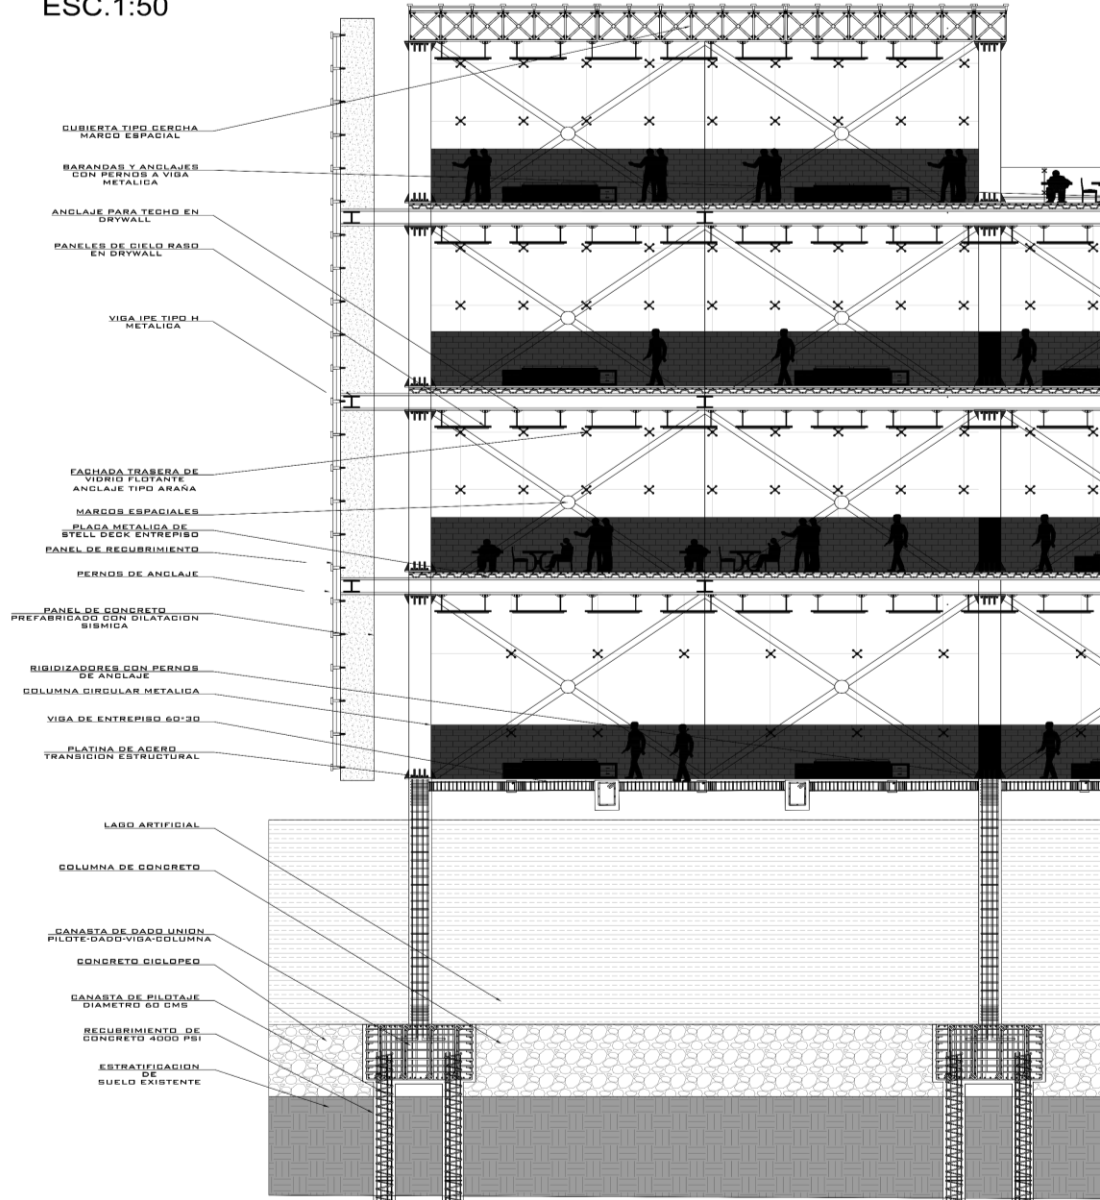 ESC.1:50
CUBIERTA TIPO CERCHA
MARCO ESPACIAL
BARANDAS Y ANCLAJES
CON PERNOS A VIGA
METALICA
ANCLAJE PARA TECHO EN
DRYWALL
PANELES DE CIELO RASO
EN DRYWALL
VIGA IPE TIPO H
METALICA
FACHADA TRASERA DE
VIDRIO FLOTANTE
ANCLAJE TIPO ARAÑA
MARCOS ESPACIALES
PLACA METALICA DE
STELL DECK ENTREPISO
PANEL DE RECUBRIMIENTO
PERNOS DE ANCLAJE
PANEL DE CONCRETO
PREFABRICADO CON DILATACION
SISMICA
RIGIDIZADORES CON PERNOS
DE ANCLAJE
COLUMNA CIRCULAR METALICA
VIGA DE ENTREPISO 60*30
PLATINA DE ACERO
TRANSICION ESTRUCTURAL
LAGO ARTIFICIAL
COLUMNA DE CONCRETO
CANASTA DE DADO UNION
PILOTE-DADO-VIGA-COLUMNA
CONCRETO CICLOPEO
CANASTA DE PILOTAJE
DIAMETRO 60 CMS
RECUBRIMIENTO DE
CONCRETO 4000 PSI
ESTRATIFICACION
DE
SUELO EXISTENTE